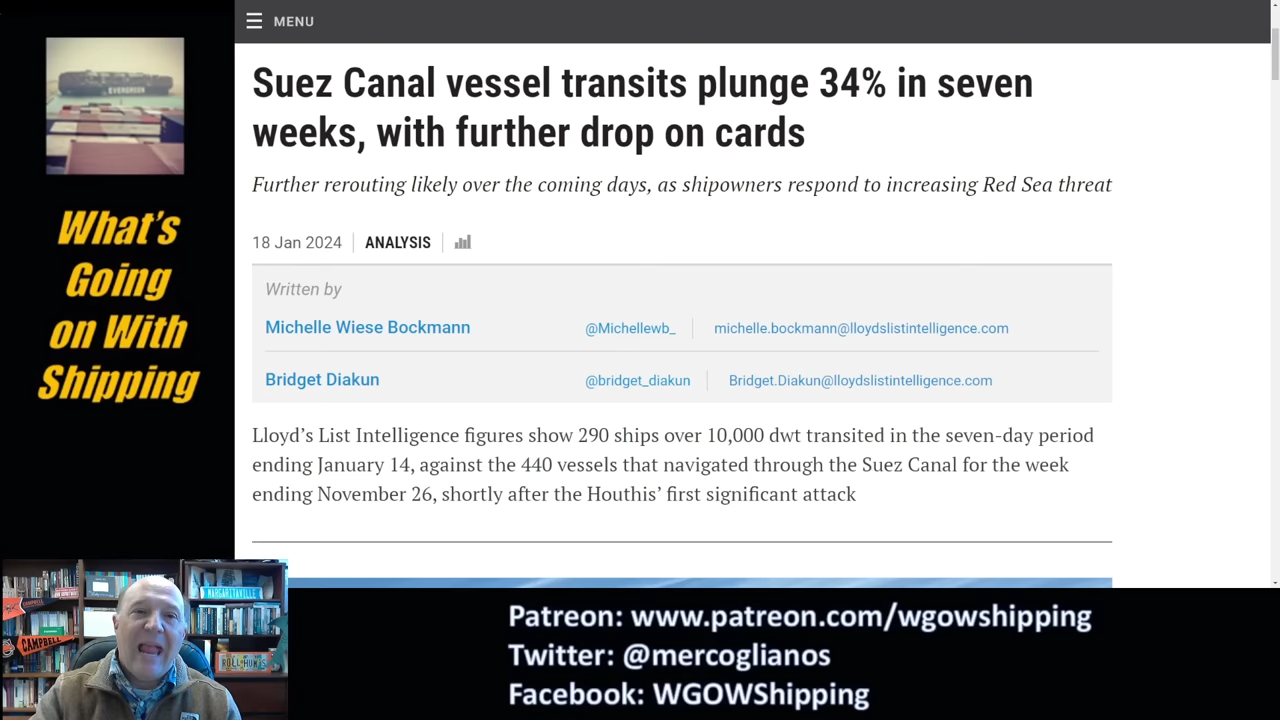 MENU
Suez Canal vessel transits plunge 34% in seven
weeks, with further drop on cards
Further rerouting likely over the coming days, as shipowners respond to increasing Red Sea threat
18 Jan 2024
ANALYSIS
Written by
Michelle Wiese Bockmann
@Michellewb_
michelle.bockmann@lloydslistintelligence.com
Bridget Diakun
@bridget_diakun
Bridget.Diakun@lloydslistintelligence.com
Lloyd’s List Intelligence figures show 290 ships over 10,000 dwt transited in the seven-day period
ending January 14, against the 440 vessels that navigated through the Suez Canal for the week
ending November 26, shortly after the Houthis’ first significant attack
EVERGREEN
What's
Going
on With
Shipping
MARGARITAVILLE
CAMPBELL
ROLL HUMPS
Patreon: www.patreon.com/wgowshipping
Twitter: @mercoglianos
Facebook: WGOWShipping